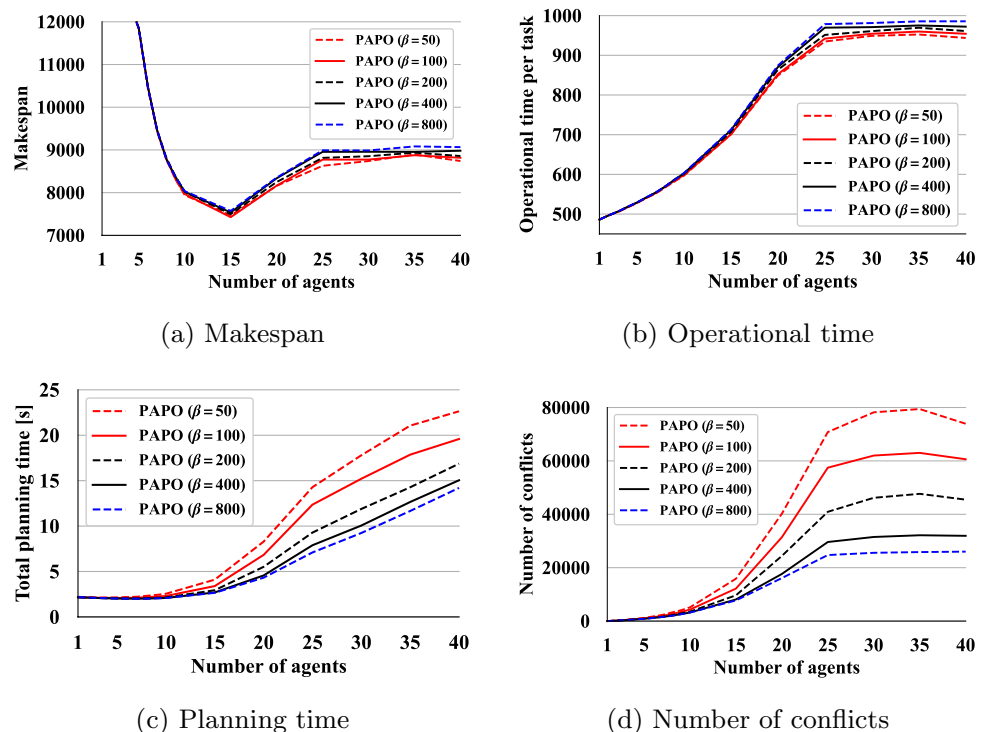 12000
11000
10000
9000
8000
7000
Makespan
PAPO (β = 50)
PAPO (β = 100)
PAPO (β = 200)
PAPO (β = 400)
PAPO (β = 800)
1 5 10 15 20 25 30 35 40
Number of agents
(a) Makespan
1000
900
800
700
600
500
Operational time per task
PAPO (β = 50)
PAPO (β = 100)
PAPO (β = 200)
PAPO (β = 400)
PAPO (β = 800)
1 5 10 15 20 25 30 35 40
Number of agents
(b) Operational time
25
20
15
10
5
0
Total planning time [s]
PAPO (β = 50)
PAPO (β = 100)
PAPO (β = 200)
PAPO (β = 400)
PAPO (β = 800)
1 5 10 15 20 25 30 35 40
Number of agents
(c) Planning time
80000
60000
40000
20000
0
Number of conflicts
PAPO (β = 50)
PAPO (β = 100)
PAPO (β = 200)
PAPO (β = 400)
PAPO (β = 800)
1 5 10 15 20 25 30 35 40
Number of agents
(d) Number of conflicts